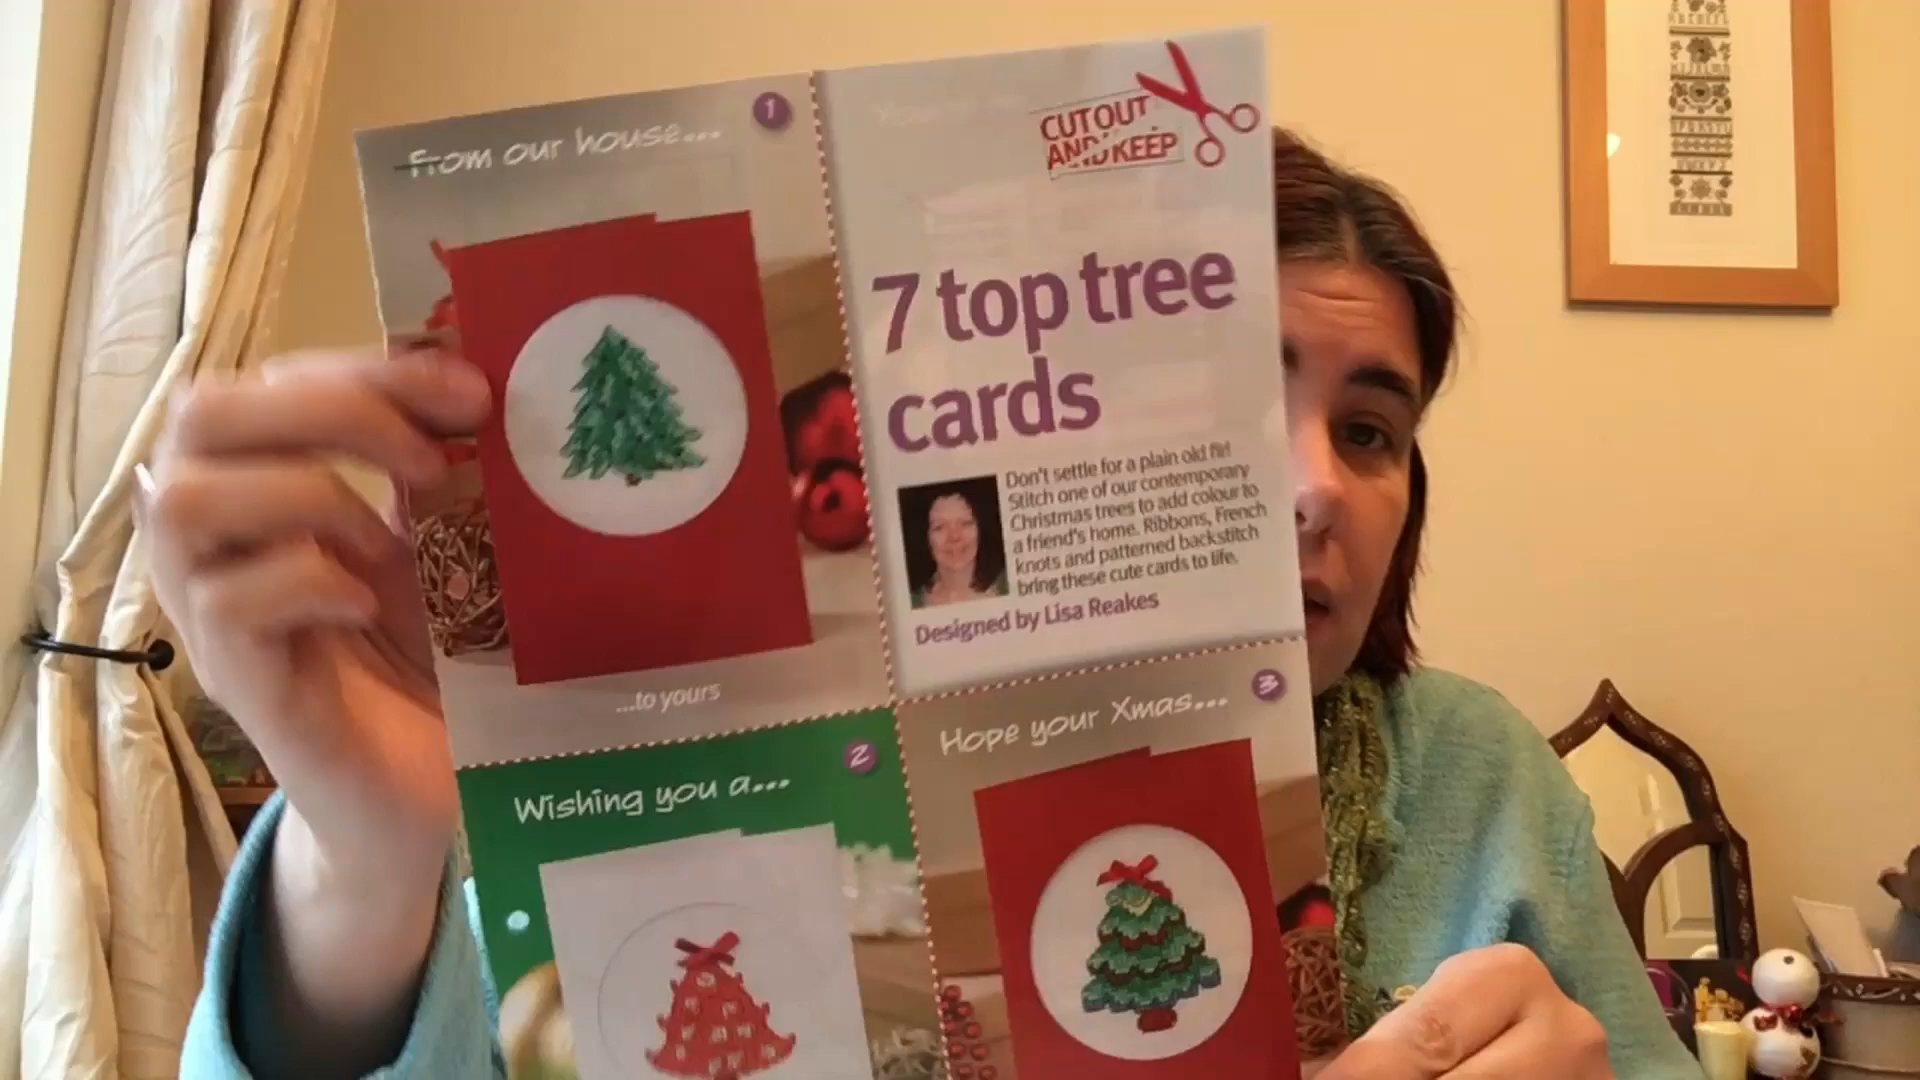 From our house...
1
...to yours
CUT OUT
AND KEEP
7 top tree
cards
Don't settle for a plain old fir!
Stitch one of our contemporary
Christmas trees to add colour to
a friend's home. Ribbons, French
knots and patterned backstitch
bring these cute cards to life.
Designed by Lisa Reakes
2
Wishing you a...
3
Hope your Xmas...